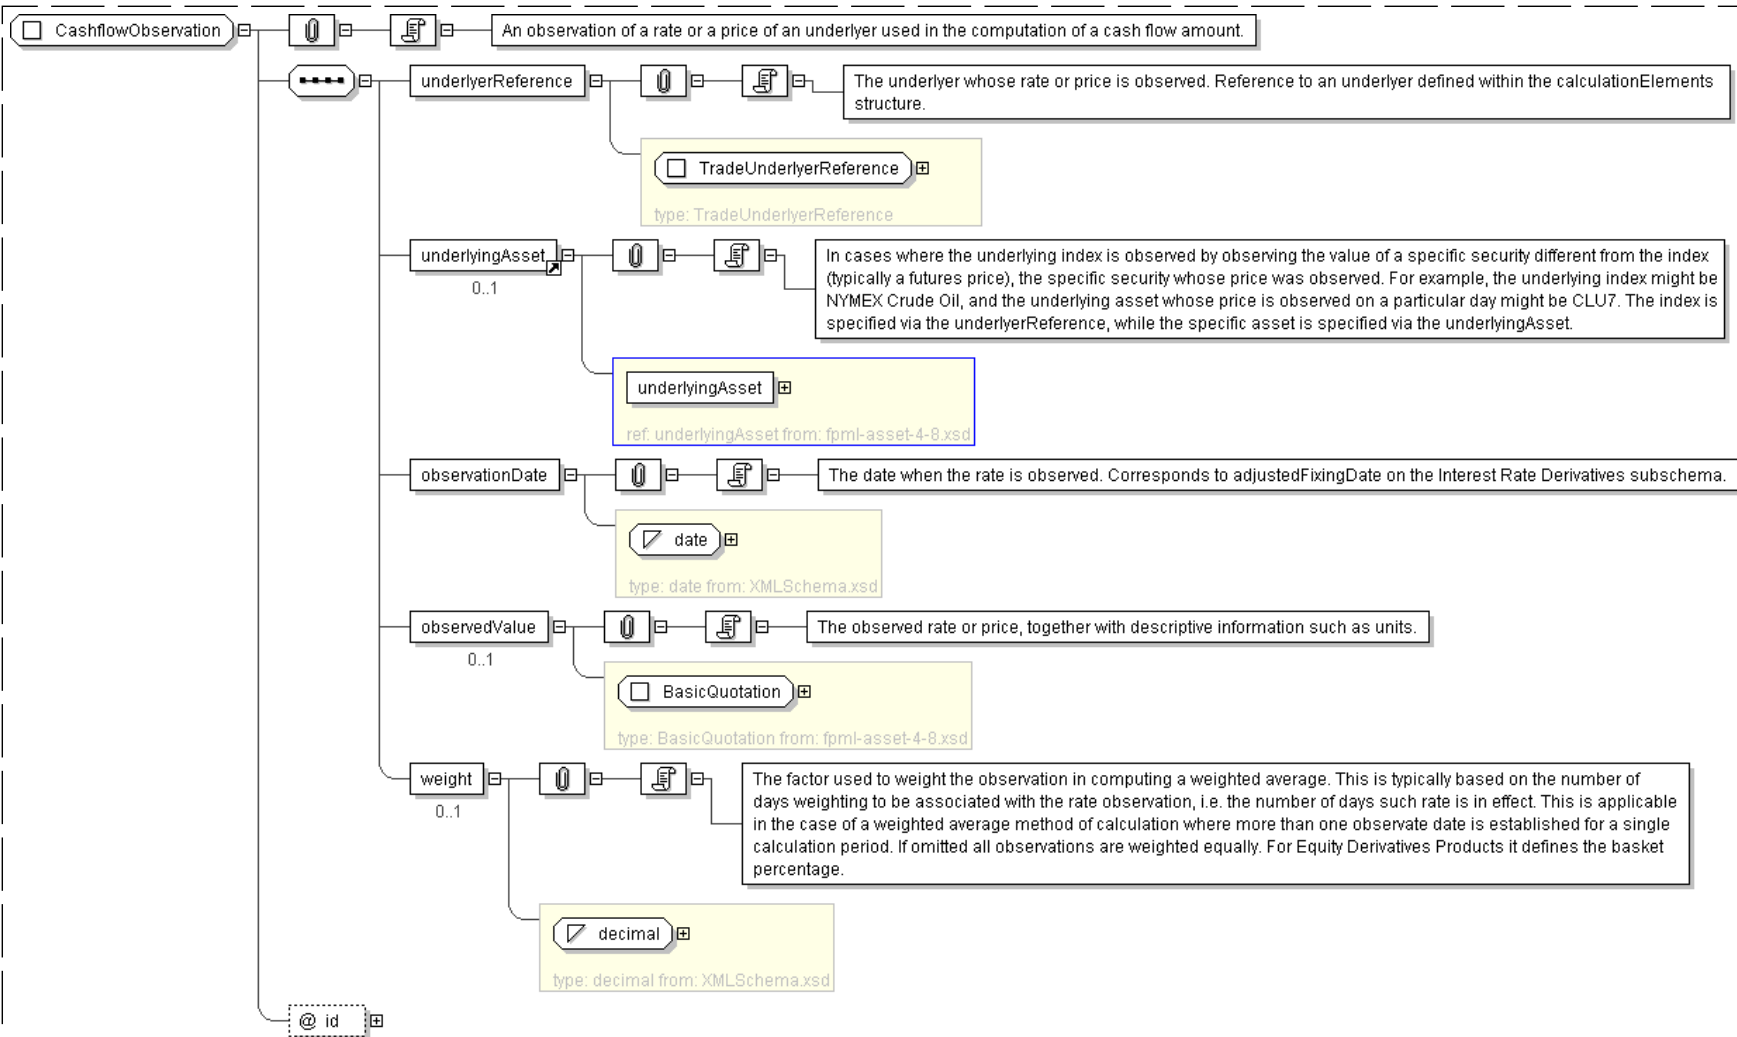 CashflowObservation
An observation of a rate or a price of an underlyer used in the computation of a cash flow amount.
underlyerReference
The underlyer whose rate or price is observed. Reference to an underlyer defined within the calculationElements
structure.
TradeUnderlyerReference
type: TradeUnderlyerReference
underlyingAsset
0..1
In cases where the underlying index is observed by observing the value of a specific security different from the index
(typically a futures price), the specific security whose price was observed. For example, the underlying index might be
NYMEX Crude Oil, and the underlying asset whose price is observed on a particular day might be CLU7. The index is
specified via the underlyerReference, while the specific asset is specified via the underlyingAsset.
underlyingAsset
ref: underlyingAsset from: fpml-asset-4-8.xsd
observationDate
The date when the rate is observed. Corresponds to adjustedFixingDate on the Interest Rate Derivatives subschema.
date
type: date from: XMLSchema.xsd
observedValue
0..1
The observed rate or price, together with descriptive information such as units.
BasicQuotation
type: BasicQuotation from: fpml-asset-4-8.xsd
weight
0..1
The factor used to weight the observation in computing a weighted average. This is typically based on the number of
days weighting to be associated with the rate observation, i.e. the number of days such rate is in effect. This is applicable
in the case of a weighted average method of calculation where more than one observate date is established for a single
calculation period. If omitted all observations are weighted equally. For Equity Derivatives Products it defines the basket
percentage.
decimal
type: decimal from: XMLSchema.xsd
@ id